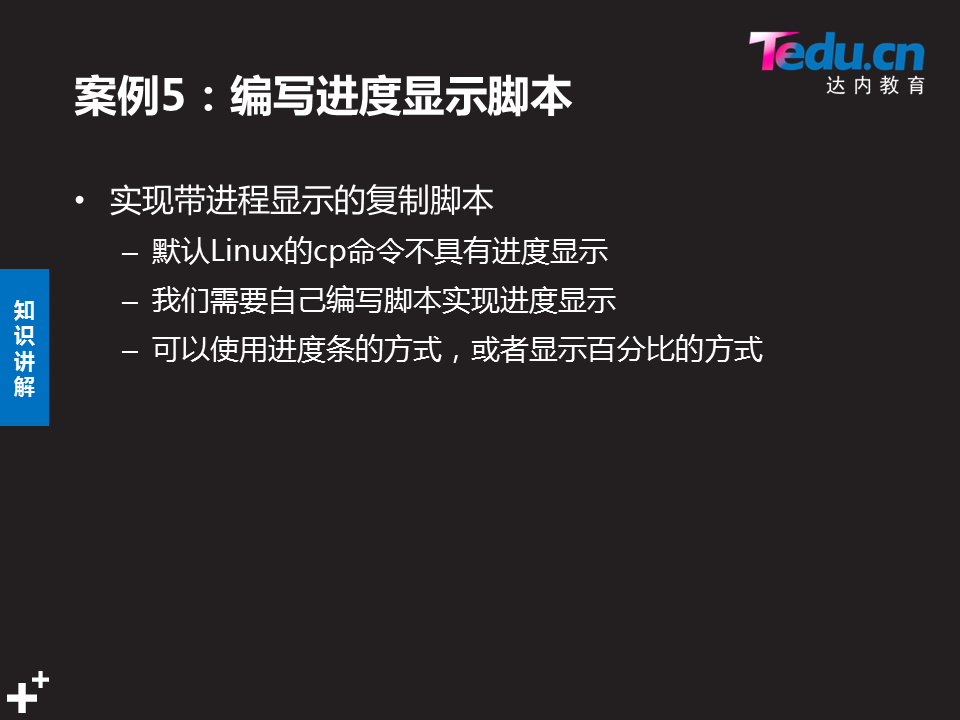 Tedu.cn
达内教育
案例5：编写进度显示脚本
• 实现带进程显示的复制脚本
– 默认Linux的cp命令不具有进度显示
– 我们需要自己编写脚本实现进度显示
– 可以使用进度条的方式，或者显示百分比的方式
知
识
讲
解